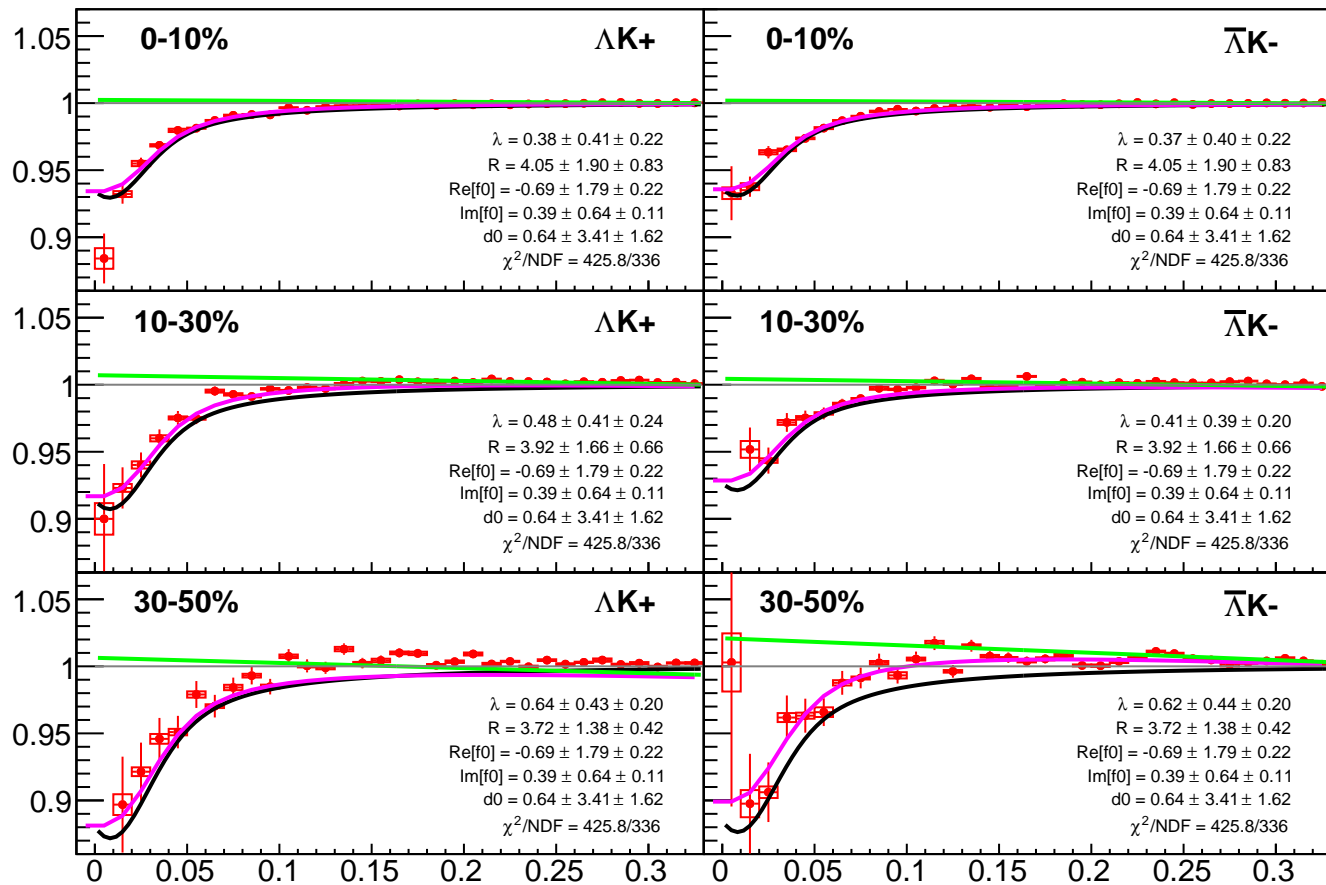 0-10% ΛK+
1.05
1
0.95
0.9
λ = 0.38 ± 0.41 ± 0.22
R = 4.05 ± 1.90 ± 0.83
Re[f0] = -0.69 ± 1.79 ± 0.22
Im[f0] = 0.39 ± 0.64 ± 0.11
d0 = 0.64 ± 3.41 ± 1.62
χ²/NDF = 425.8/336
0-10% Λ̅K-
λ = 0.37 ± 0.40 ± 0.22
R = 4.05 ± 1.90 ± 0.83
Re[f0] = -0.69 ± 1.79 ± 0.22
Im[f0] = 0.39 ± 0.64 ± 0.11
d0 = 0.64 ± 3.41 ± 1.62
χ²/NDF = 425.8/336
10-30% ΛK+
1.05
1
0.95
0.9
λ = 0.48 ± 0.41 ± 0.24
R = 3.92 ± 1.66 ± 0.66
Re[f0] = -0.69 ± 1.79 ± 0.22
Im[f0] = 0.39 ± 0.64 ± 0.11
d0 = 0.64 ± 3.41 ± 1.62
χ²/NDF = 425.8/336
10-30% Λ̅K-
λ = 0.41 ± 0.39 ± 0.20
R = 3.92 ± 1.66 ± 0.66
Re[f0] = -0.69 ± 1.79 ± 0.22
Im[f0] = 0.39 ± 0.64 ± 0.11
d0 = 0.64 ± 3.41 ± 1.62
χ²/NDF = 425.8/336
30-50% ΛK+
1.05
1
0.95
0.9
λ = 0.64 ± 0.43 ± 0.20
R = 3.72 ± 1.38 ± 0.42
Re[f0] = -0.69 ± 1.79 ± 0.22
Im[f0] = 0.39 ± 0.64 ± 0.11
d0 = 0.64 ± 3.41 ± 1.62
χ²/NDF = 425.8/336
30-50% Λ̅K-
λ = 0.62 ± 0.44 ± 0.20
R = 3.72 ± 1.38 ± 0.42
Re[f0] = -0.69 ± 1.79 ± 0.22
Im[f0] = 0.39 ± 0.64 ± 0.11
d0 = 0.64 ± 3.41 ± 1.62
χ²/NDF = 425.8/336
0 0.05 0.1 0.15 0.2 0.25 0.3 0 0.05 0.1 0.15 0.2 0.25 0.3